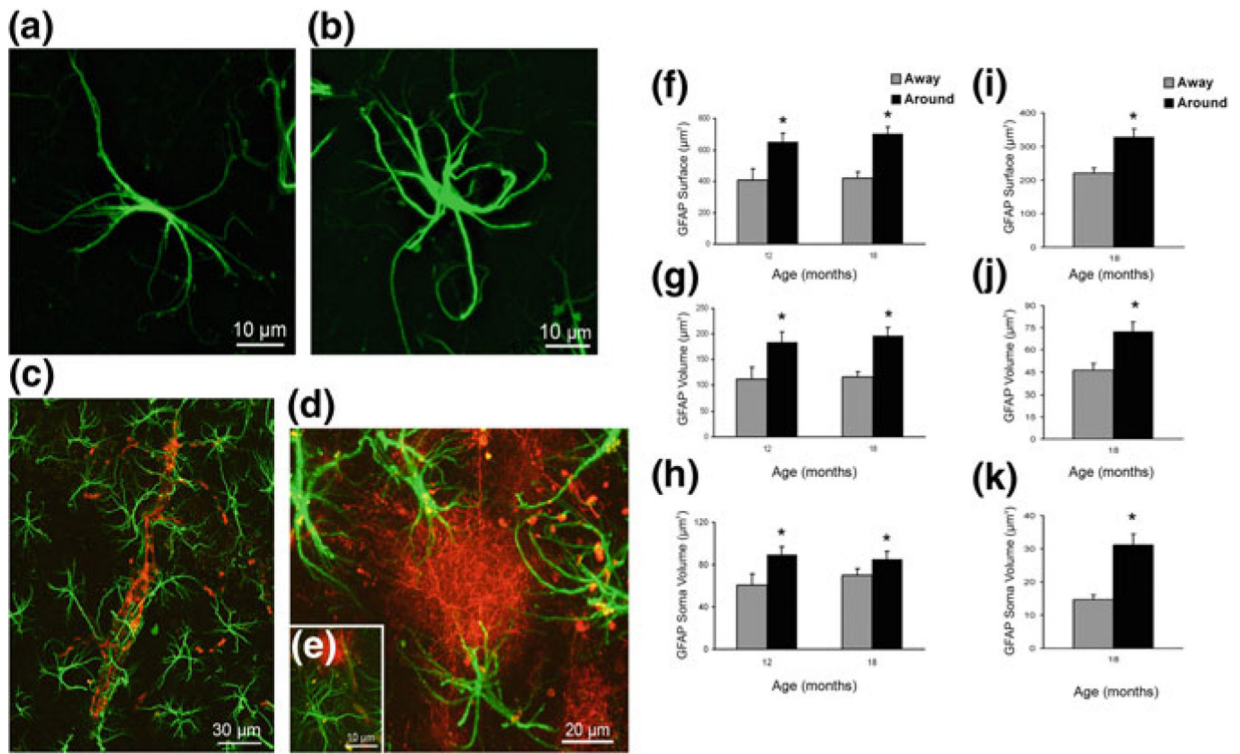 (a)
10 µm
(b)
10 µm
(c)
30 µm
(d)
20 µm
(e)
10 µm
Away
Around
(f)
GFAP Surface (µm²)
800
600
400
200
0
*
*
12
18
Age (months)
(g)
GFAP Volume (µm³)
250
200
150
100
50
0
*
*
12
18
Age (months)
(h)
GFAP Soma Volume (µm³)
120
80
40
0
*
*
12
18
Age (months)
Away
Around
(i)
GFAP Surface (µm²)
400
300
200
100
0
*
18
Age (months)
(j)
GFAP Volume (µm³)
90
75
60
45
30
15
0
*
18
Age (months)
(k)
GFAP Soma Volume (µm³)
40
30
20
10
0
*
18
Age (months)